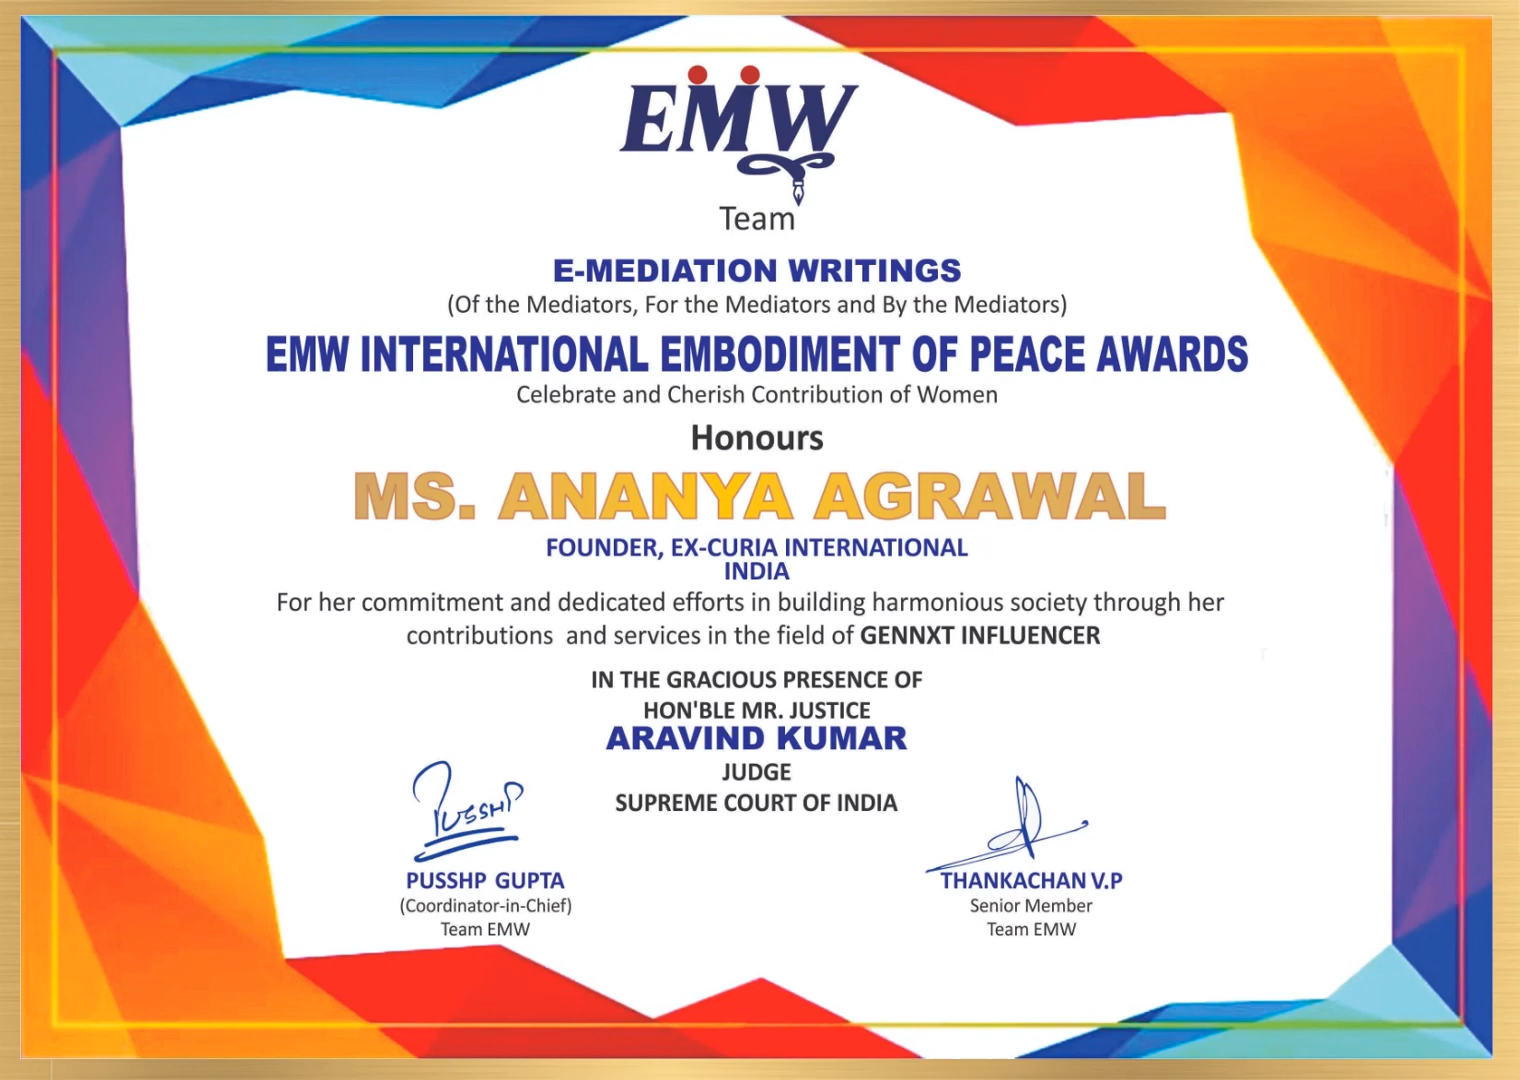 EMW
Team
E-MEDIATION WRITINGS
(Of the Mediators, For the Mediators and By the Mediators)
EMW INTERNATIONAL EMBODIMENT OF PEACE AWARDS
Celebrate and Cherish Contribution of Women
Honours
MS. ANANYA AGRAWAL
FOUNDER, EX-CURIA INTERNATIONAL
INDIA
For her commitment and dedicated efforts in building harmonious society through her
contributions and services in the field of GENNXT INFLUENCER
IN THE GRACIOUS PRESENCE OF
HON'BLE MR. JUSTICE
ARAVIND KUMAR
JUDGE
SUPREME COURT OF INDIA
PUSSHP
PUSSHP GUPTA
(Coordinator-in-Chief)
Team EMW
THANKACHAN V.P
Senior Member
Team EMW